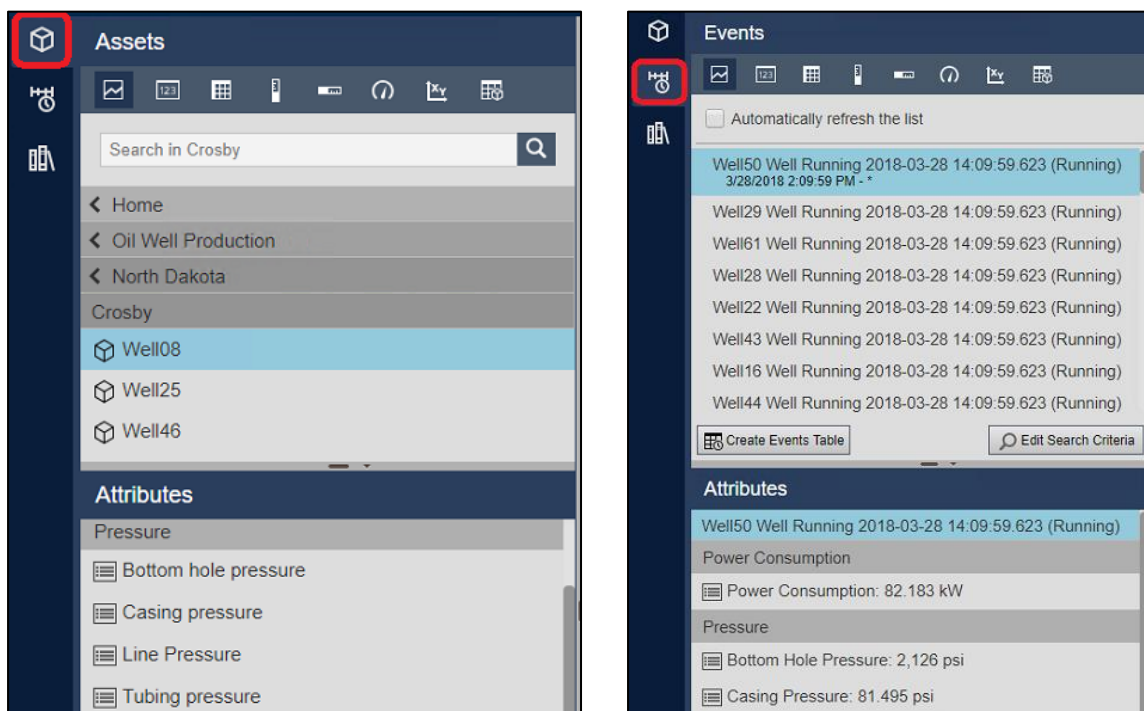 Assets
123
Search in Crosby
Home
Oil Well Production
North Dakota
Crosby
Well08
Well25
Well46
Attributes
Pressure
Bottom hole pressure
Casing pressure
Line Pressure
Tubing pressure
Events
123
Automatically refresh the list
Well50 Well Running 2018-03-28 14:09:59.623 (Running)
3/28/2018 2:09:59 PM - *
Well29 Well Running 2018-03-28 14:09:59.623 (Running)
Well61 Well Running 2018-03-28 14:09:59.623 (Running)
Well28 Well Running 2018-03-28 14:09:59.623 (Running)
Well22 Well Running 2018-03-28 14:09:59.623 (Running)
Well43 Well Running 2018-03-28 14:09:59.623 (Running)
Well16 Well Running 2018-03-28 14:09:59.623 (Running)
Well44 Well Running 2018-03-28 14:09:59.623 (Running)
Create Events Table
Edit Search Criteria
Attributes
Well50 Well Running 2018-03-28 14:09:59.623 (Running)
Power Consumption
Power Consumption: 82.183 kW
Pressure
Bottom Hole Pressure: 2,126 psi
Casing Pressure: 81.495 psi